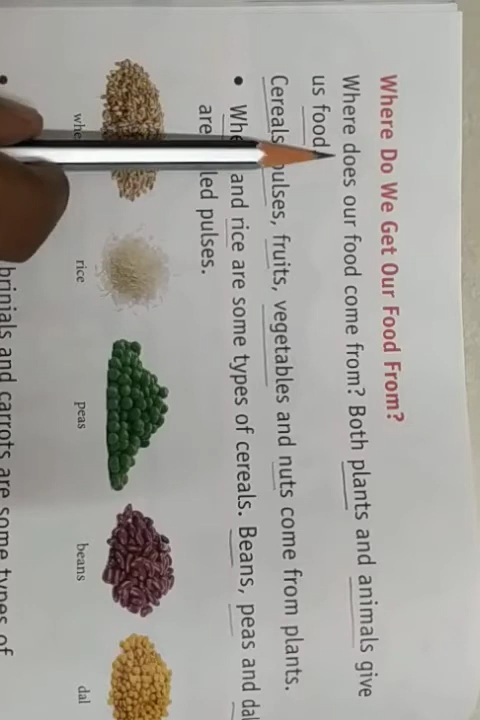 Where Do We Get Our Food From?
Where does our food come from? Both plants and animals give
us food
Cereals, pulses, fruits, vegetables and nuts come from plants.
• and rice are some types of cereals. Beans, peas and dal
are led pulses.
rice peas beans dal
brinjals and carrots are some types of